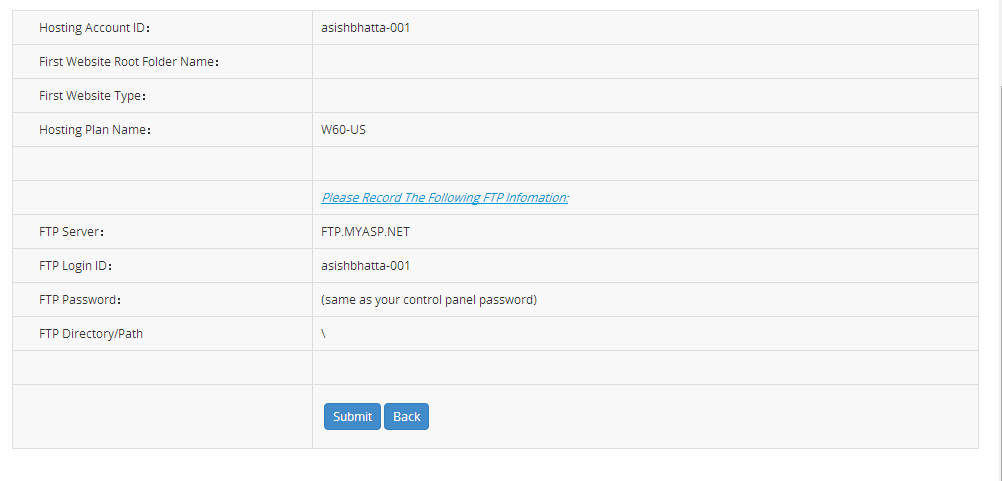 Hosting Account ID: asishbhatta-001
First Website Root Folder Name:
First Website Type:
Hosting Plan Name: W60-US
Please Record The Following FTP Infomation:
FTP Server: FTP.MYASP.NET
FTP Login ID: asishbhatta-001
FTP Password: (same as your control panel password)
FTP Directory/Path \
Submit Back